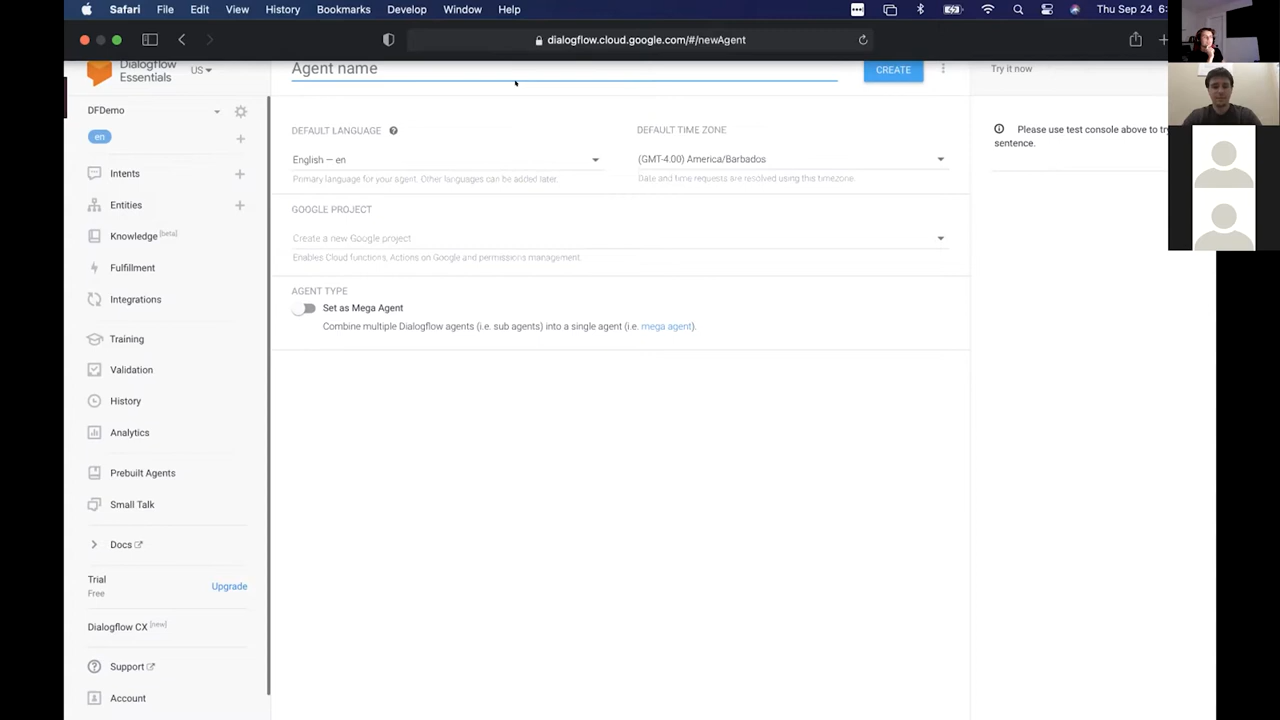 Safari File Edit View History Bookmarks Develop Window Help Thu Sep 24 6:
dialogflow.cloud.google.com/#/newAgent
Dialogflow
Essentials
US
Agent name
CREATE
Try it now
DFDemo
en
DEFAULT LANGUAGE
DEFAULT TIME ZONE
Please use test console above to try
sentence.
English — en
(GMT-4:00) America/Barbados
Primary language for your agent. Other languages can be added later.
Date and time requests are resolved using this timezone.
Intents
Entities
Knowledge [beta]
Fulfillment
Integrations
Training
Validation
History
Analytics
Prebuilt Agents
Small Talk
Docs
Trial
Free
Upgrade
Dialogflow CX [new]
Support
Account
GOOGLE PROJECT
Create a new Google project
Enables Cloud functions, Actions on Google and permissions management.
AGENT TYPE
Set as Mega Agent
Combine multiple Dialogflow agents (i.e. sub agents) into a single agent (i.e. mega agent).